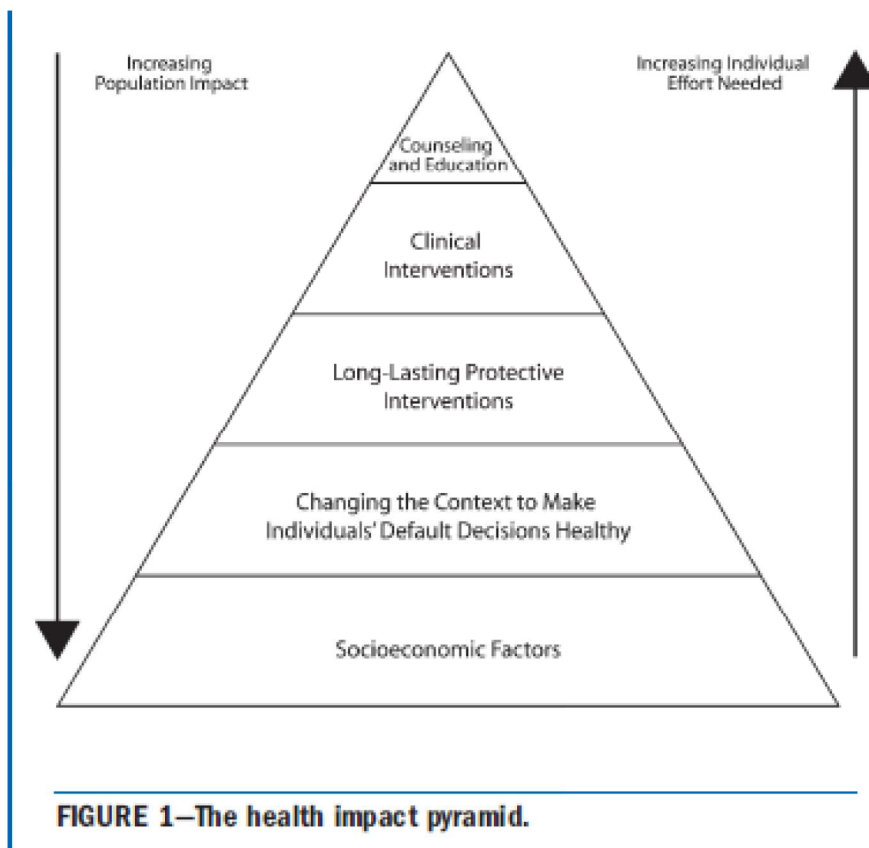 Increasing
Population Impact
Increasing Individual
Effort Needed
Counseling
and Education
Clinical
Interventions
Long-Lasting Protective
Interventions
Changing the Context to Make
Individuals' Default Decisions Healthy
Socioeconomic Factors
FIGURE 1—The health impact pyramid.